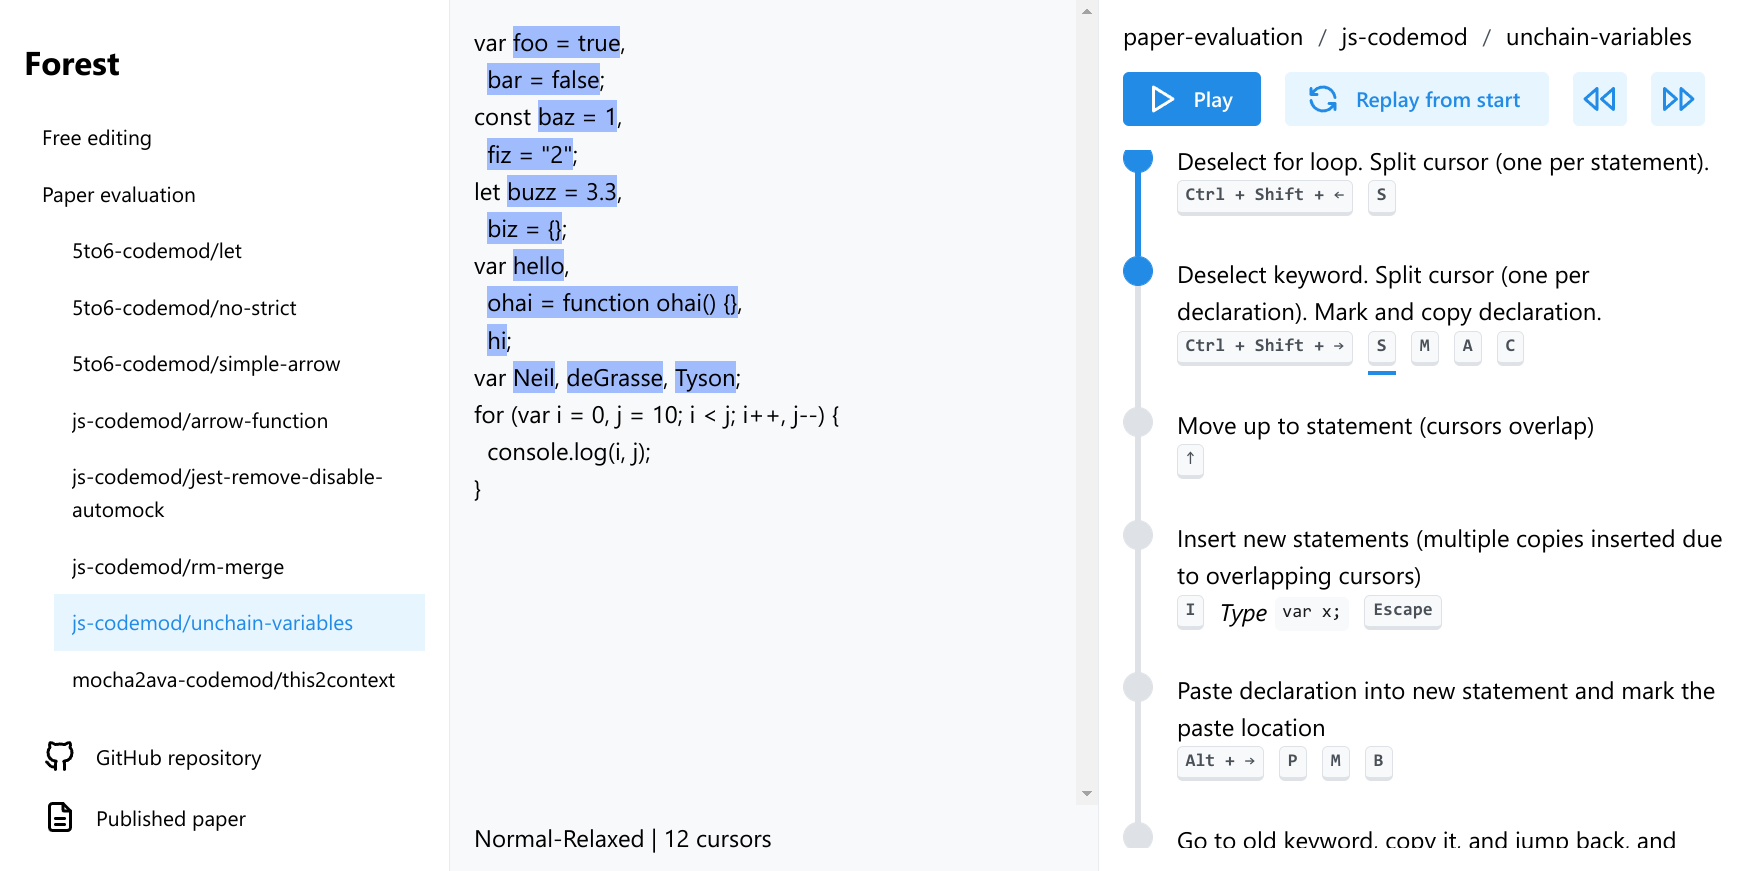 Forest
Free editing
Paper evaluation
5to6-codemod/let
5to6-codemod/no-strict
5to6-codemod/simple-arrow
js-codemod/arrow-function
js-codemod/jest-remove-disable-
automock
js-codemod/rm-merge
js-codemod/unchain-variables
mocha2ava-codemod/this2context
GitHub repository
Published paper
var foo = true,
  bar = false;
const baz = 1,
  fiz = "2";
let buzz = 3.3,
  biz = {};
var hello,
  ohai = function ohai() {},
  hi;
var Neil, deGrasse, Tyson;
for (var i = 0, j = 10; i < j; i++, j--) {
  console.log(i, j);
}
Normal-Relaxed | 12 cursors
paper-evaluation / js-codemod / unchain-variables
Play Replay from start
Deselect for loop. Split cursor (one per statement).
Ctrl + Shift + ← S
Deselect keyword. Split cursor (one per
declaration). Mark and copy declaration.
Ctrl + Shift + → S M A C
Move up to statement (cursors overlap)
↑
Insert new statements (multiple copies inserted due
to overlapping cursors)
I Type var x; Escape
Paste declaration into new statement and mark the
paste location
Alt + → P M B
Go to old keyword, copy it, and jump back, and